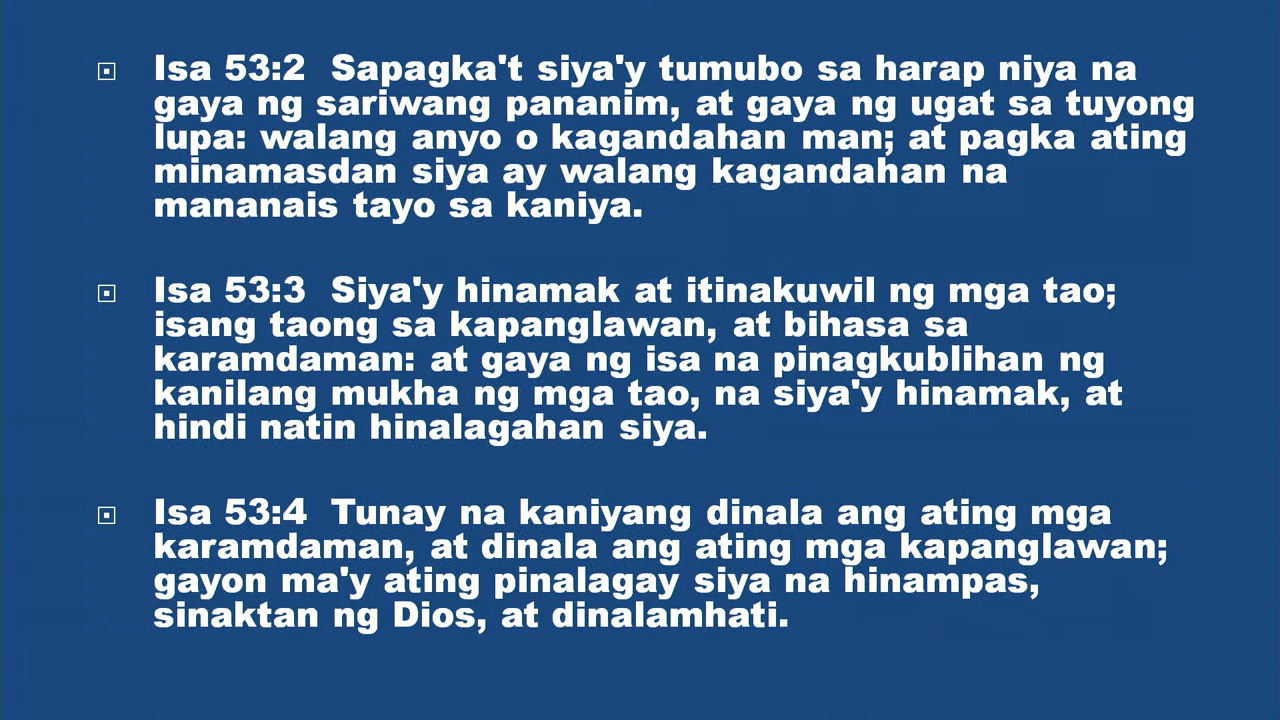 Isa 53:2  Sapagka't siya'y tumubo sa harap niya na
gaya ng sariwang pananim, at gaya ng ugat sa tuyong
lupa: walang anyo o kagandahan man; at pagka ating
minamasdan siya ay walang kagandahan na
mananais tayo sa kaniya.
Isa 53:3  Siya'y hinamak at itinakuwil ng mga tao;
isang taong sa kapanglawan, at bihasa sa
karamdaman: at gaya ng isa na pinagkublihan ng
kanilang mukha ng mga tao, na siya'y hinamak, at
hindi natin hinalagahan siya.
Isa 53:4  Tunay na kaniyang dinala ang ating mga
karamdaman, at dinala ang ating mga kapanglawan;
gayon ma'y ating pinalagay siya na hinampas,
sinaktan ng Dios, at dinalamhati.